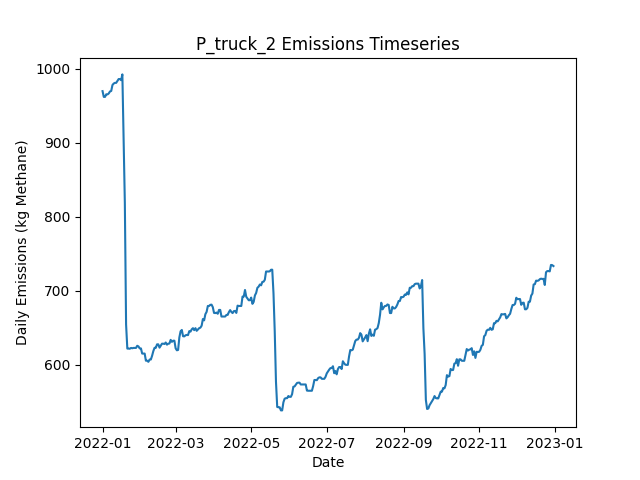 P_truck_2 Emissions Timeseries
Daily Emissions (kg Methane)
1000
900
800
700
600
2022-01 2022-03 2022-05 2022-07 2022-09 2022-11 2023-01
Date